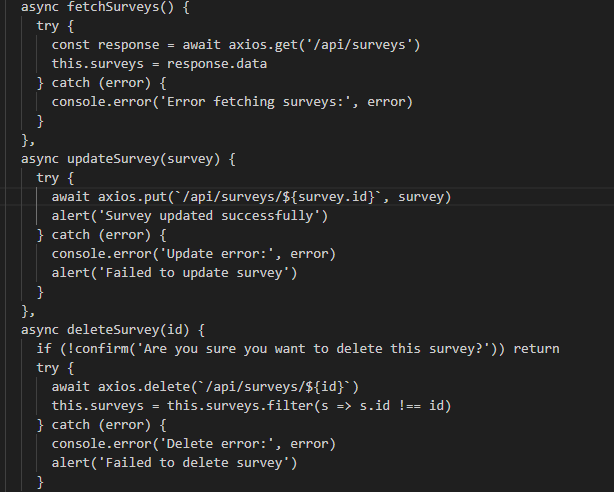 async fetchSurveys() {
try {
const response = await axios.get('/api/surveys')
this.surveys = response.data
} catch (error) {
console.error('Error fetching surveys:', error)
}
},
async updateSurvey(survey) {
try {
await axios.put(`/api/surveys/${survey.id}`, survey)
alert('Survey updated successfully')
} catch (error) {
console.error('Update error:', error)
alert('Failed to update survey')
}
},
async deleteSurvey(id) {
if (!confirm('Are you sure you want to delete this survey?')) return
try {
await axios.delete(`/api/surveys/${id}`)
this.surveys = this.surveys.filter(s => s.id !== id)
} catch (error) {
console.error('Delete error:', error)
alert('Failed to delete survey')
}